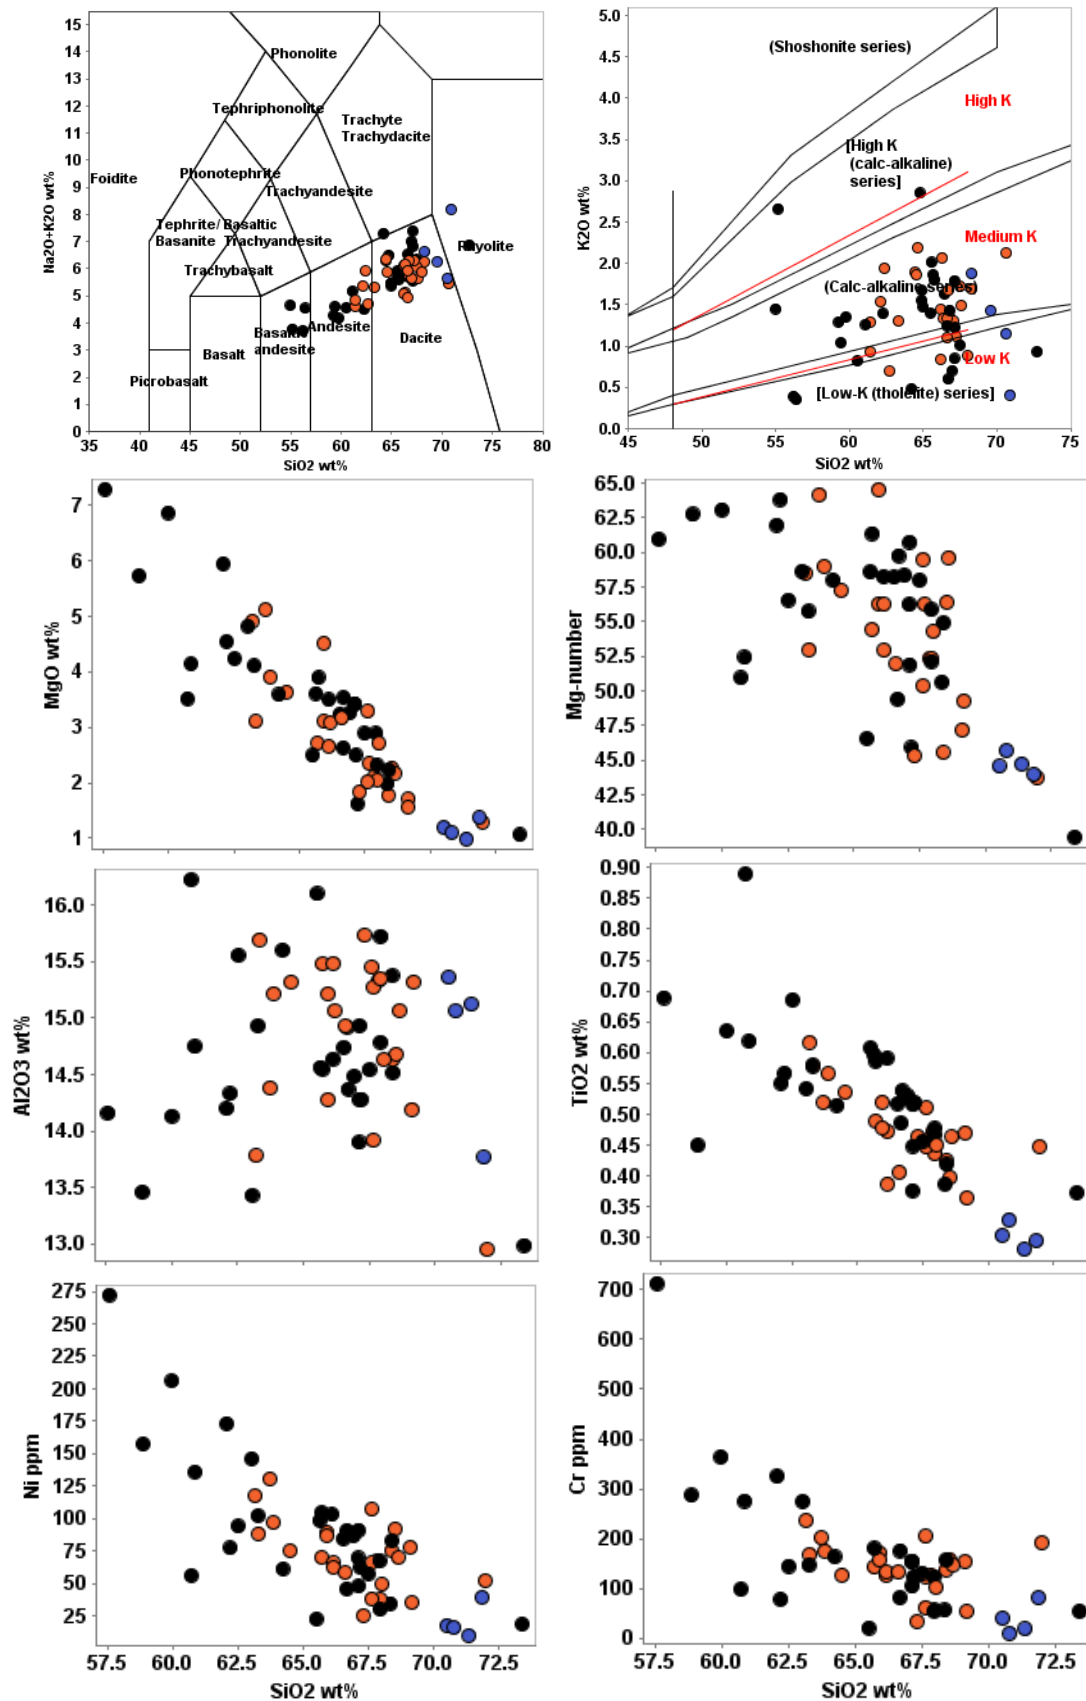 15
14
13
12
11
10
9
8
7
6
5
4
3
2
1
0
35 40 45 50 55 60 65 70 75 80
Na2O+K2O wt%
SiO2 wt%
Phonolite
Tephriphonolite
Trachyte
Trachydacite
Foidite
Phonotephrite
Trachyandesite
Tephrite/ Basaltic
Basanite Trachyandesite
Rhyolite
Trachybasalt
Basaltic
andesite
Andesite
Dacite
Basalt
Picrobasalt
5.0
4.5
4.0
3.5
3.0
2.5
2.0
1.5
1.0
0.5
0.0
45 50 55 60 65 70 75
K2O wt%
SiO2 wt%
(Shoshonite series)
High K
[High K
(calc-alkaline)
series]
Medium K
(Calc-alkaline series)
Low K
[Low-K (tholeiite) series]
7
6
5
4
3
2
1
MgO wt%
65.0
62.5
60.0
57.5
55.0
52.5
50.0
47.5
45.0
42.5
40.0
Mg-number
16.0
15.5
15.0
14.5
14.0
13.5
13.0
Al2O3 wt%
0.90
0.85
0.80
0.75
0.70
0.65
0.60
0.55
0.50
0.45
0.40
0.35
0.30
TiO2 wt%
275
250
225
200
175
150
125
100
75
50
25
Ni ppm
57.5 60.0 62.5 65.0 67.5 70.0 72.5
SiO2 wt%
700
600
500
400
300
200
100
0
Cr ppm
57.5 60.0 62.5 65.0 67.5 70.0 72.5
SiO2 wt%